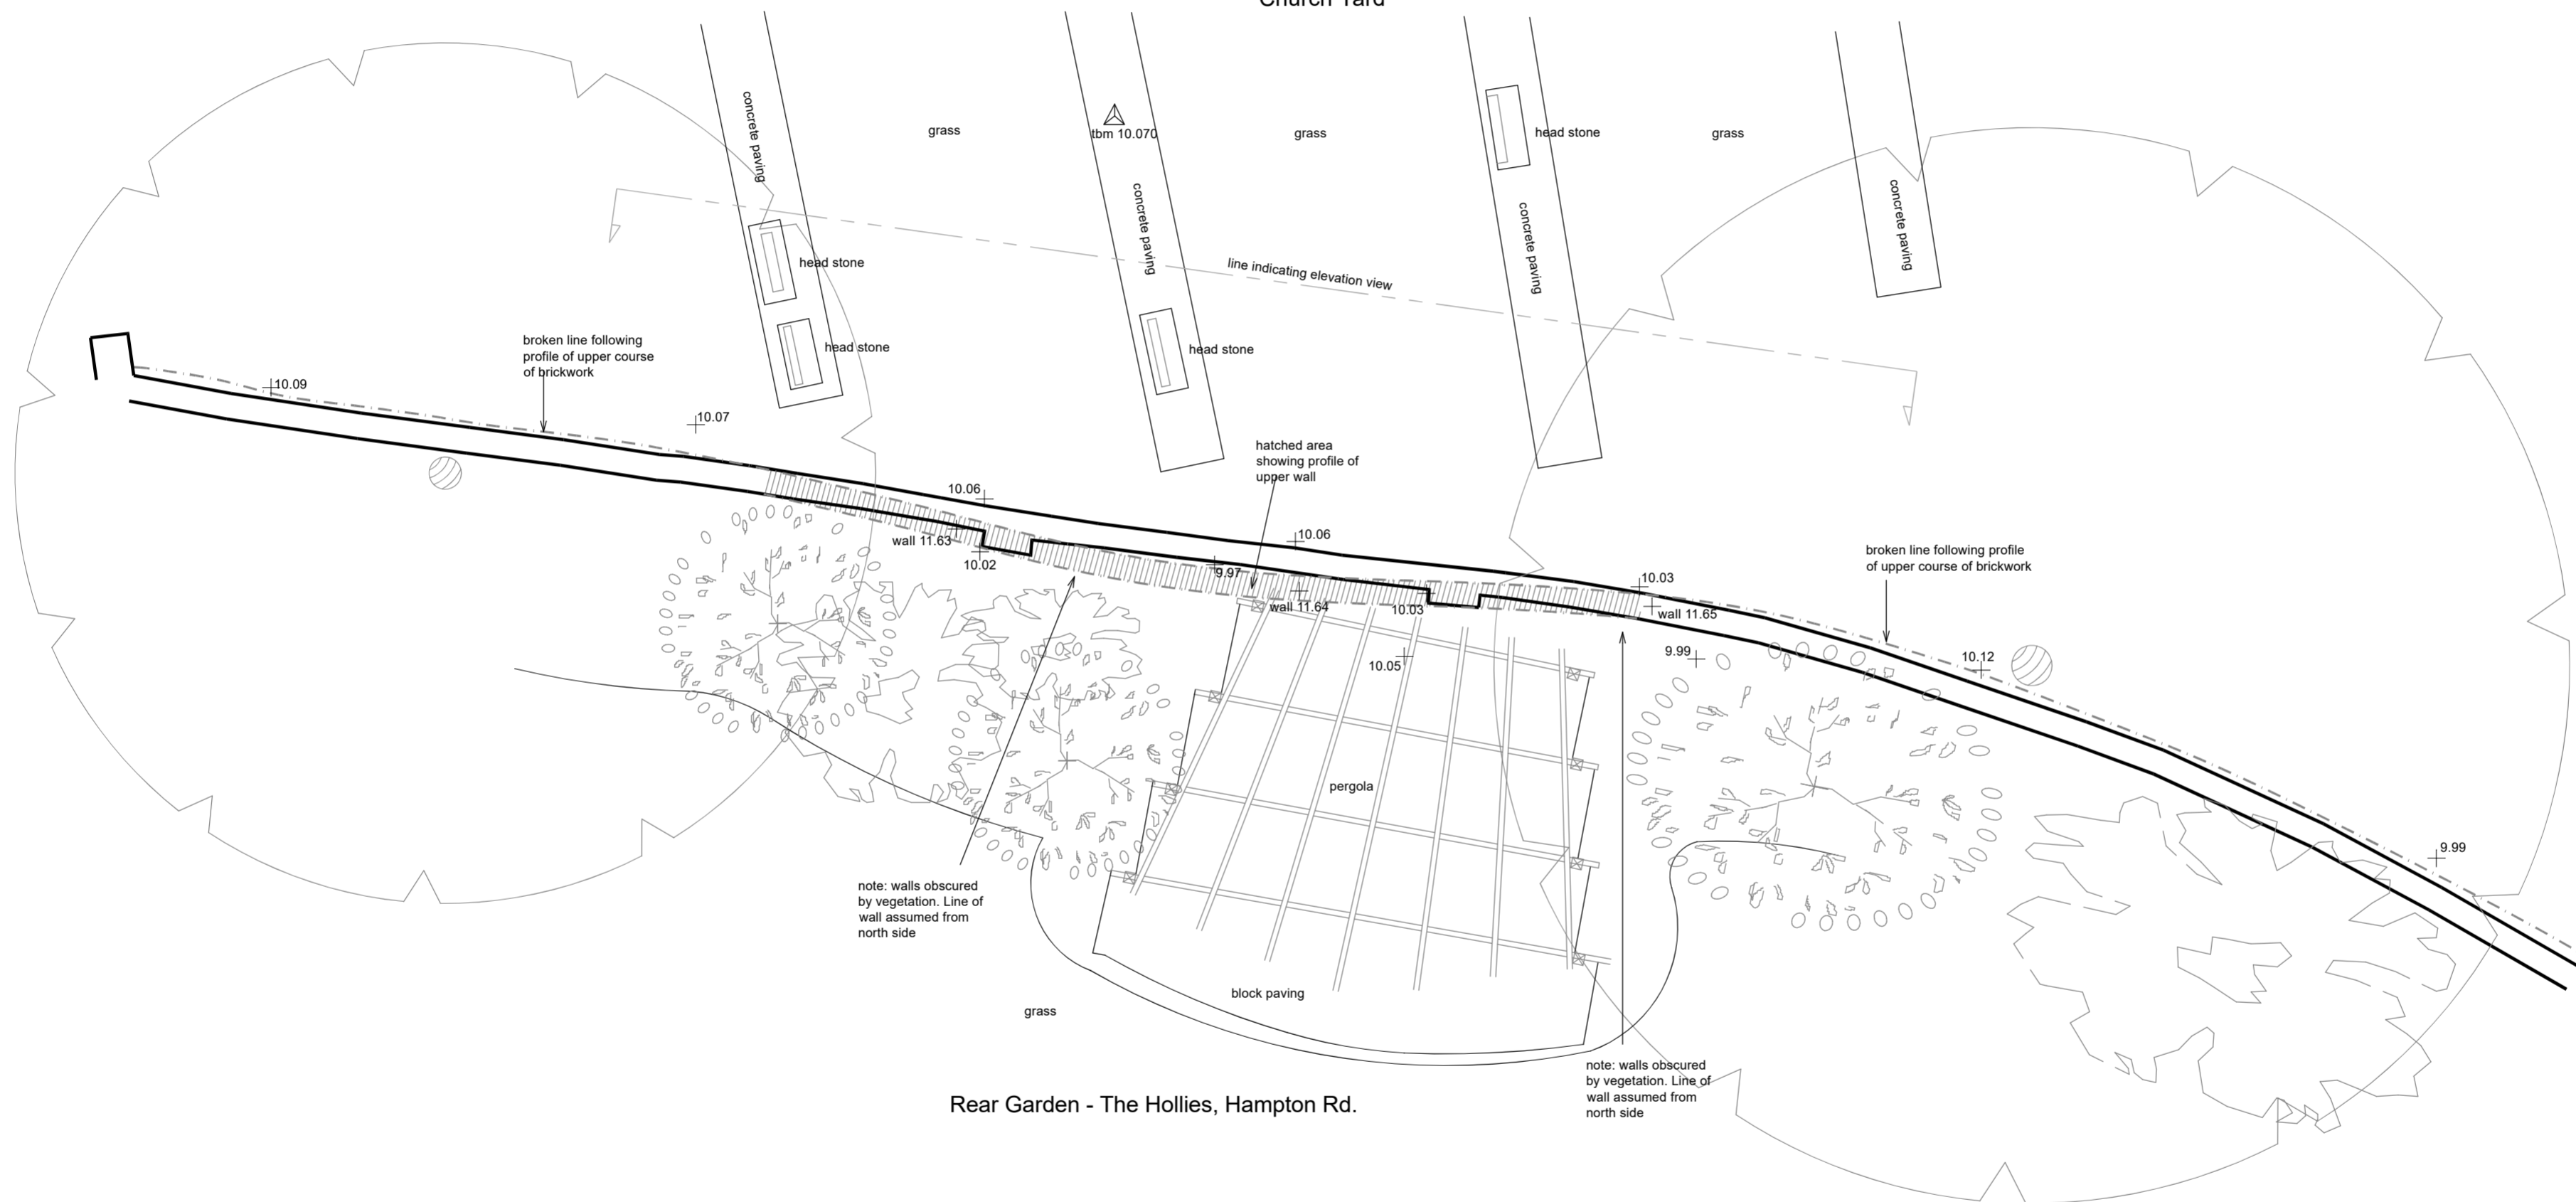 Church Yard
concrete paving
grass
tbm 10.070
grass
head stone
grass
concrete paving
concrete paving
concrete paving
head stone
line indicating elevation view
head stone
head stone
broken line following
profile of upper course
of brickwork
10.09
10.07
hatched area
showing profile of
upper wall
10.06
10.06
wall 11.63
10.02
9.97
wall 11.64
10.03
10.03
wall 11.65
broken line following profile
of upper course of brickwork
9.99
10.12
10.05
pergola
9.99
note: walls obscured
by vegetation. Line of
wall assumed from
north side
block paving
grass
note: walls obscured
by vegetation. Line of
wall assumed from
north side
Rear Garden - The Hollies, Hampton Rd.